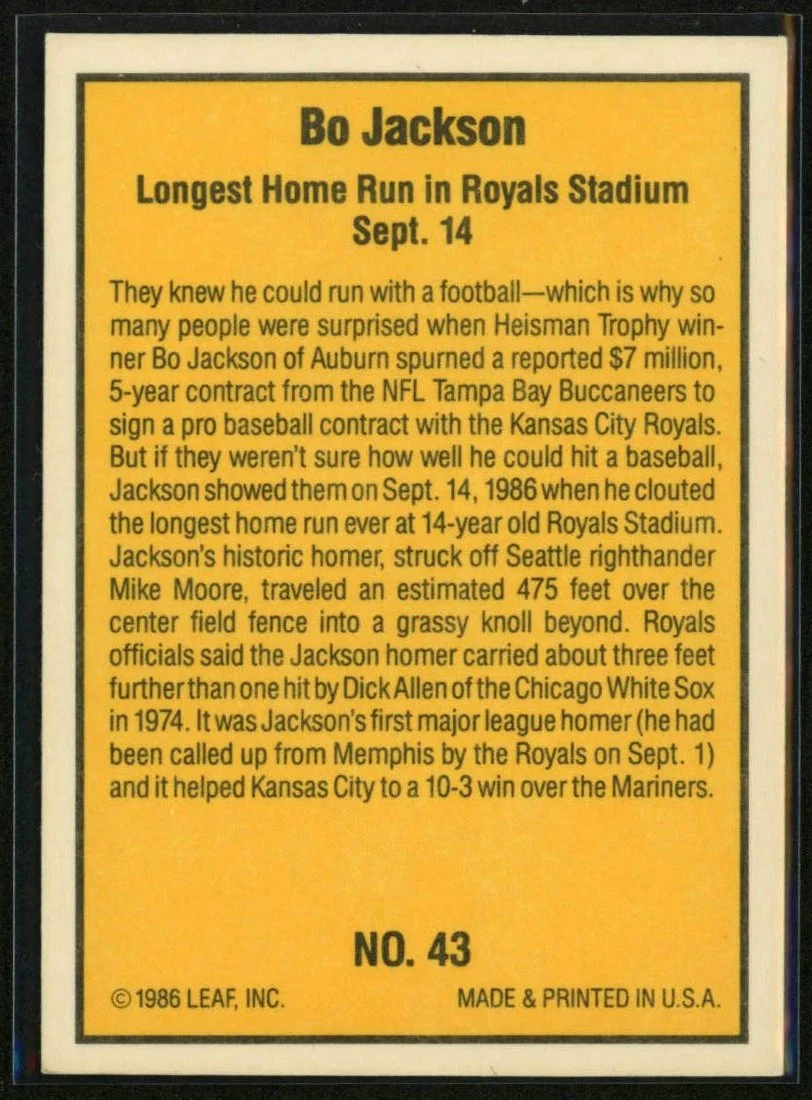 Bo Jackson
Longest Home Run in Royals Stadium
Sept. 14
They knew he could run with a football—which is why so
many people were surprised when Heisman Trophy win-
ner Bo Jackson of Auburn spurned a reported $7 million,
5-year contract from the NFL Tampa Bay Buccaneers to
sign a pro baseball contract with the Kansas City Royals.
But if they weren't sure how well he could hit a baseball,
Jackson showed them on Sept. 14, 1986 when he clouted
the longest home run ever at 14-year old Royals Stadium.
Jackson's historic homer, struck off Seattle righthander
Mike Moore, traveled an estimated 475 feet over the
center field fence into a grassy knoll beyond. Royals
officials said the Jackson homer carried about three feet
further than one hit by Dick Allen of the Chicago White Sox
in 1974. It was Jackson's first major league homer (he had
been called up from Memphis by the Royals on Sept. 1)
and it helped Kansas City to a 10-3 win over the Mariners.
NO. 43
© 1986 LEAF, INC. MADE & PRINTED IN U.S.A.